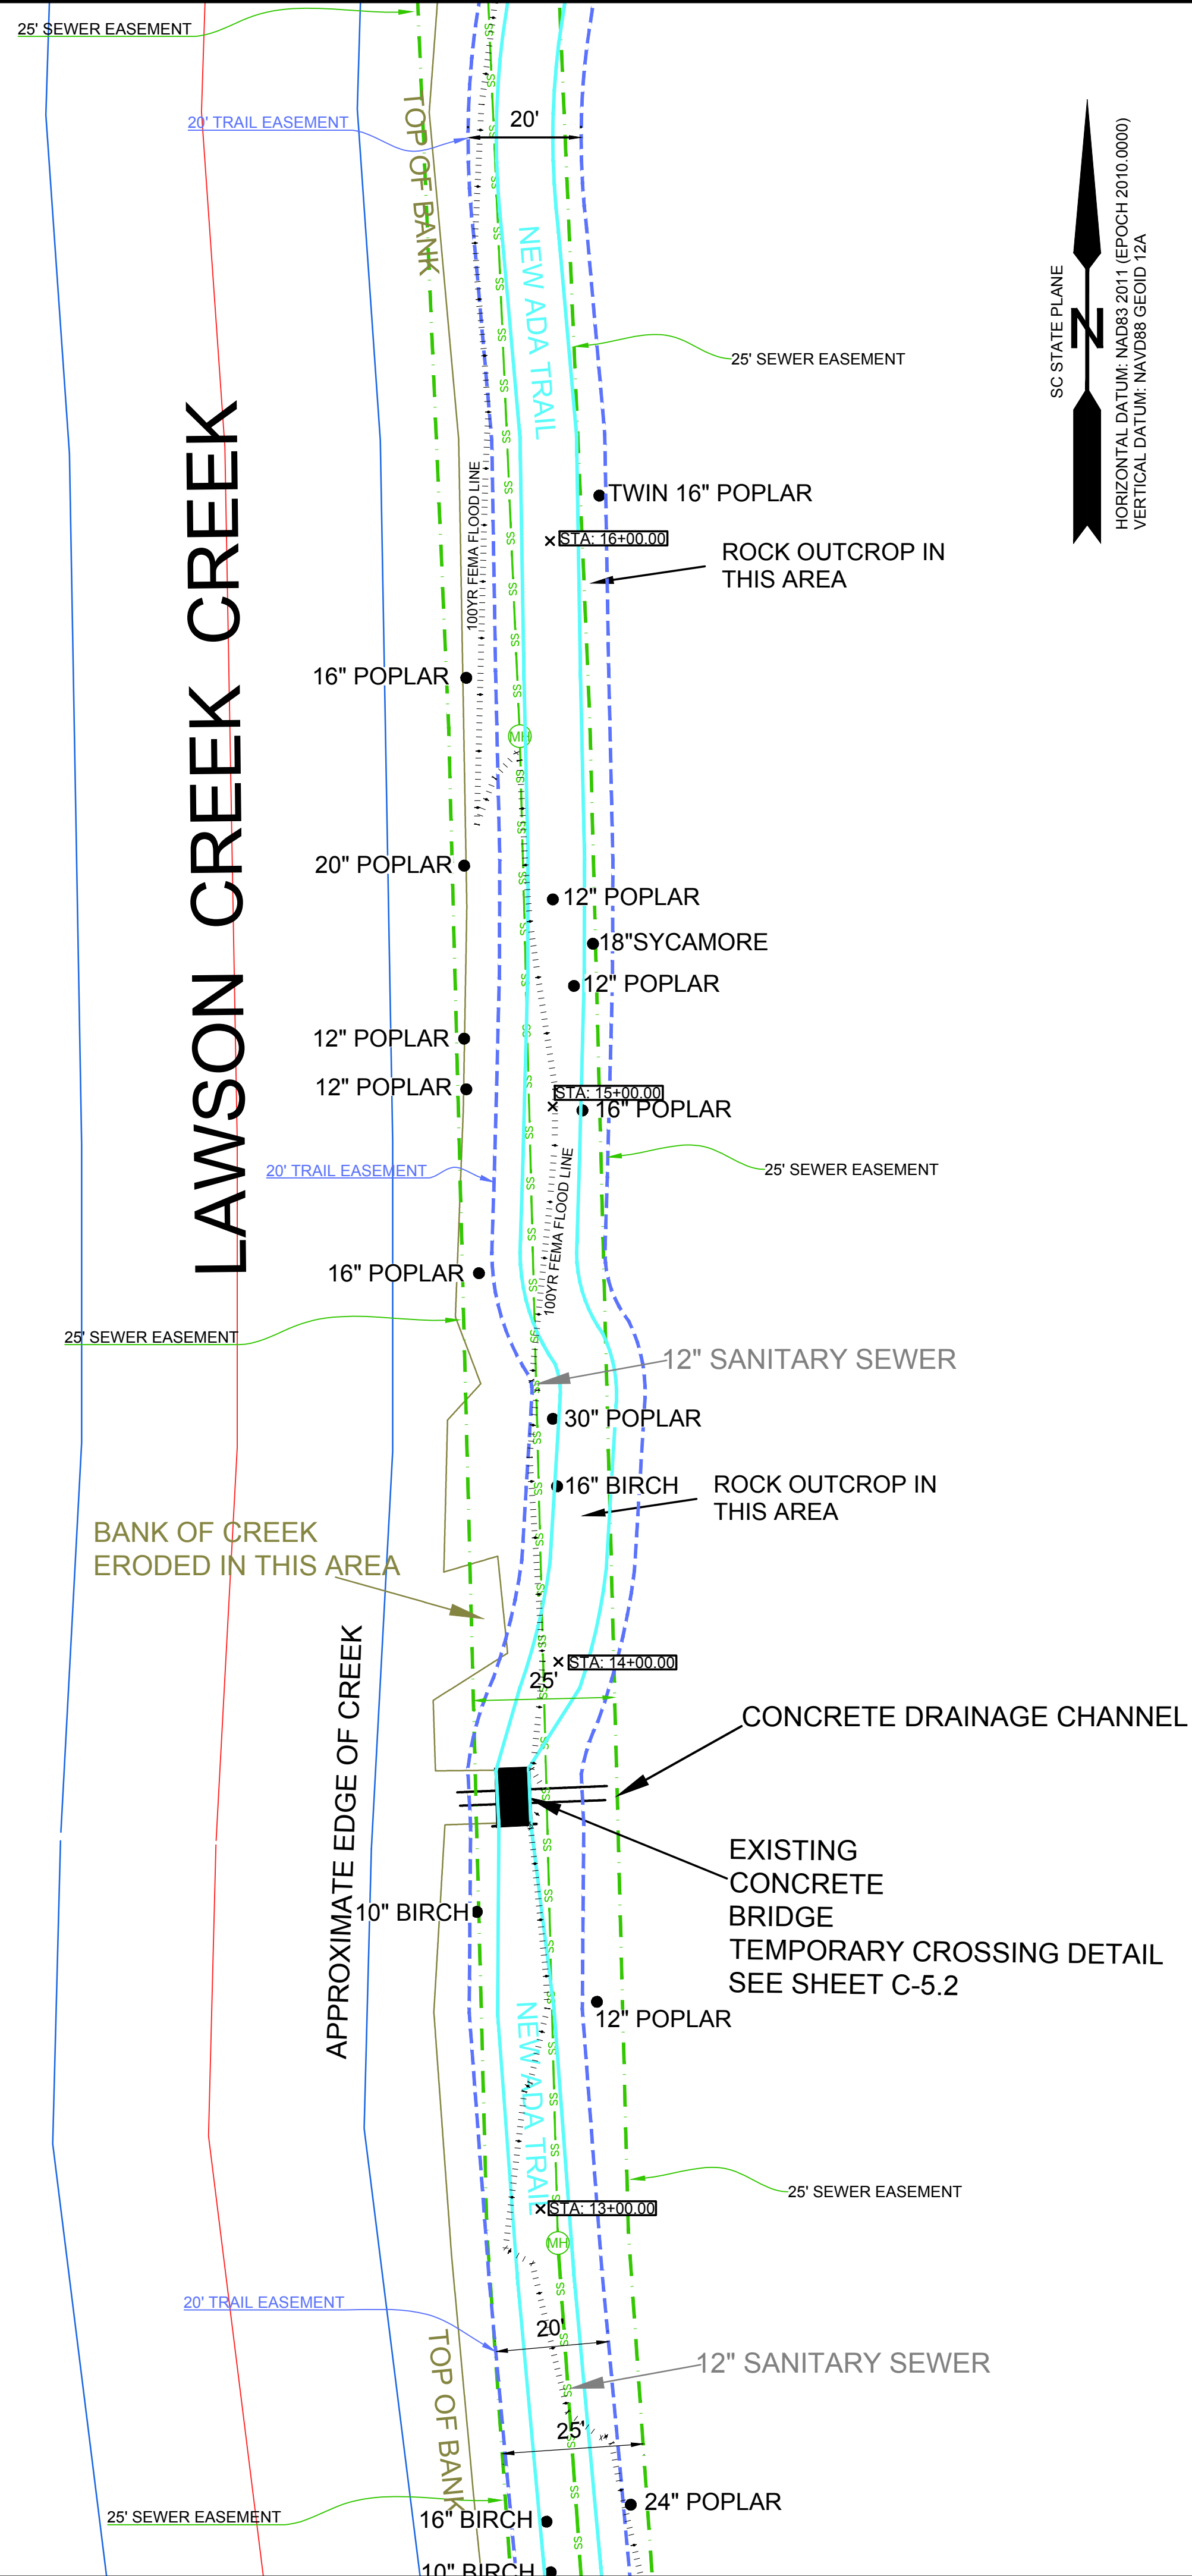 25' SEWER EASEMENT
20' TRAIL EASEMENT
20'
TOP OF BANK
NEW ADA TRAIL
SC STATE PLANE
N
HORIZONTAL DATUM: NAD83 2011 (EPOCH 2010.0000)
VERTICAL DATUM: NAVD88 GEOID 12A
25' SEWER EASEMENT
LAWSON CREEK CREEK
100YR FEMA FLOOD LINE
TWIN 16" POPLAR
STA: 16+00.00
ROCK OUTCROP IN
THIS AREA
16" POPLAR
MH
20" POPLAR
12" POPLAR
18"SYCAMORE
12" POPLAR
12" POPLAR
12" POPLAR
STA: 15+00.00
16" POPLAR
20' TRAIL EASEMENT
25' SEWER EASEMENT
100YR FEMA FLOOD LINE
16" POPLAR
25' SEWER EASEMENT
12" SANITARY SEWER
30" POPLAR
16" BIRCH
ROCK OUTCROP IN
THIS AREA
BANK OF CREEK
ERODED IN THIS AREA
APPROXIMATE EDGE OF CREEK
STA: 14+00.00
25'
CONCRETE DRAINAGE CHANNEL
EXISTING
CONCRETE
BRIDGE
TEMPORARY CROSSING DETAIL
SEE SHEET C-5.2
10" BIRCH
12" POPLAR
NEW ADA TRAIL
25' SEWER EASEMENT
STA: 13+00.00
MH
20' TRAIL EASEMENT
20'
TOP OF BANK
12" SANITARY SEWER
25'
24" POPLAR
25' SEWER EASEMENT
16" BIRCH
10" BIRCH